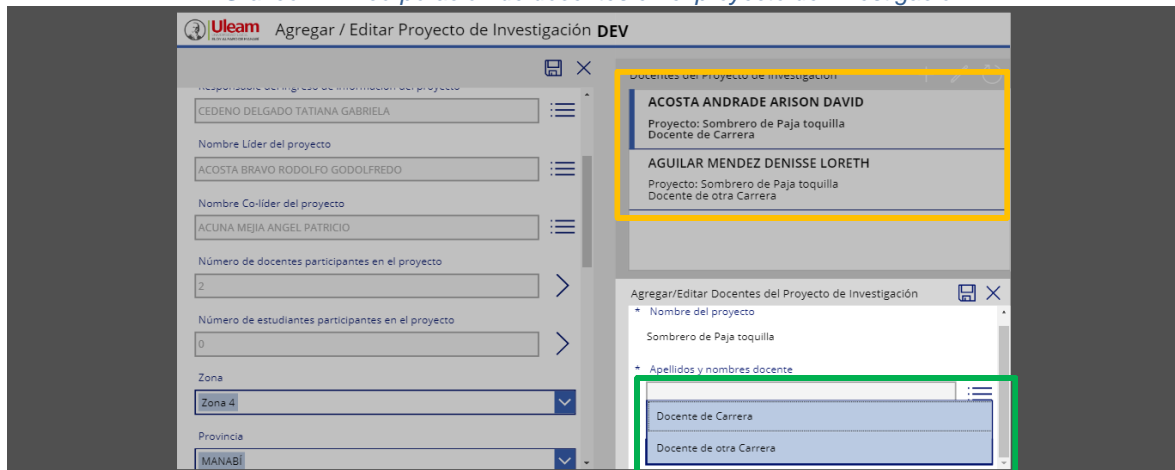 Uleam
Agregar / Editar Proyecto de Investigación DEV
CEDENO DELGADO TATIANA GABRIELA
Nombre Líder del proyecto
ACOSTA BRAVO RODOLFO GODOLFREDO
Nombre Co-líder del proyecto
ACUNA MEJIA ANGEL PATRICIO
Número de docentes participantes en el proyecto
2
Número de estudiantes participantes en el proyecto
0
Zona
Zona 4
Provincia
MANABÍ
Docentes del Proyecto de Investigación
ACOSTA ANDRADE ARISON DAVID
Proyecto: Sombrero de Paja toquilla
Docente de Carrera
AGUILAR MENDEZ DENISSE LORETH
Proyecto: Sombrero de Paja toquilla
Docente de otra Carrera
Agregar/Editar Docentes del Proyecto de Investigación
* Nombre del proyecto
Sombrero de Paja toquilla
* Apellidos y nombres docente
Docente de Carrera
Docente de otra Carrera